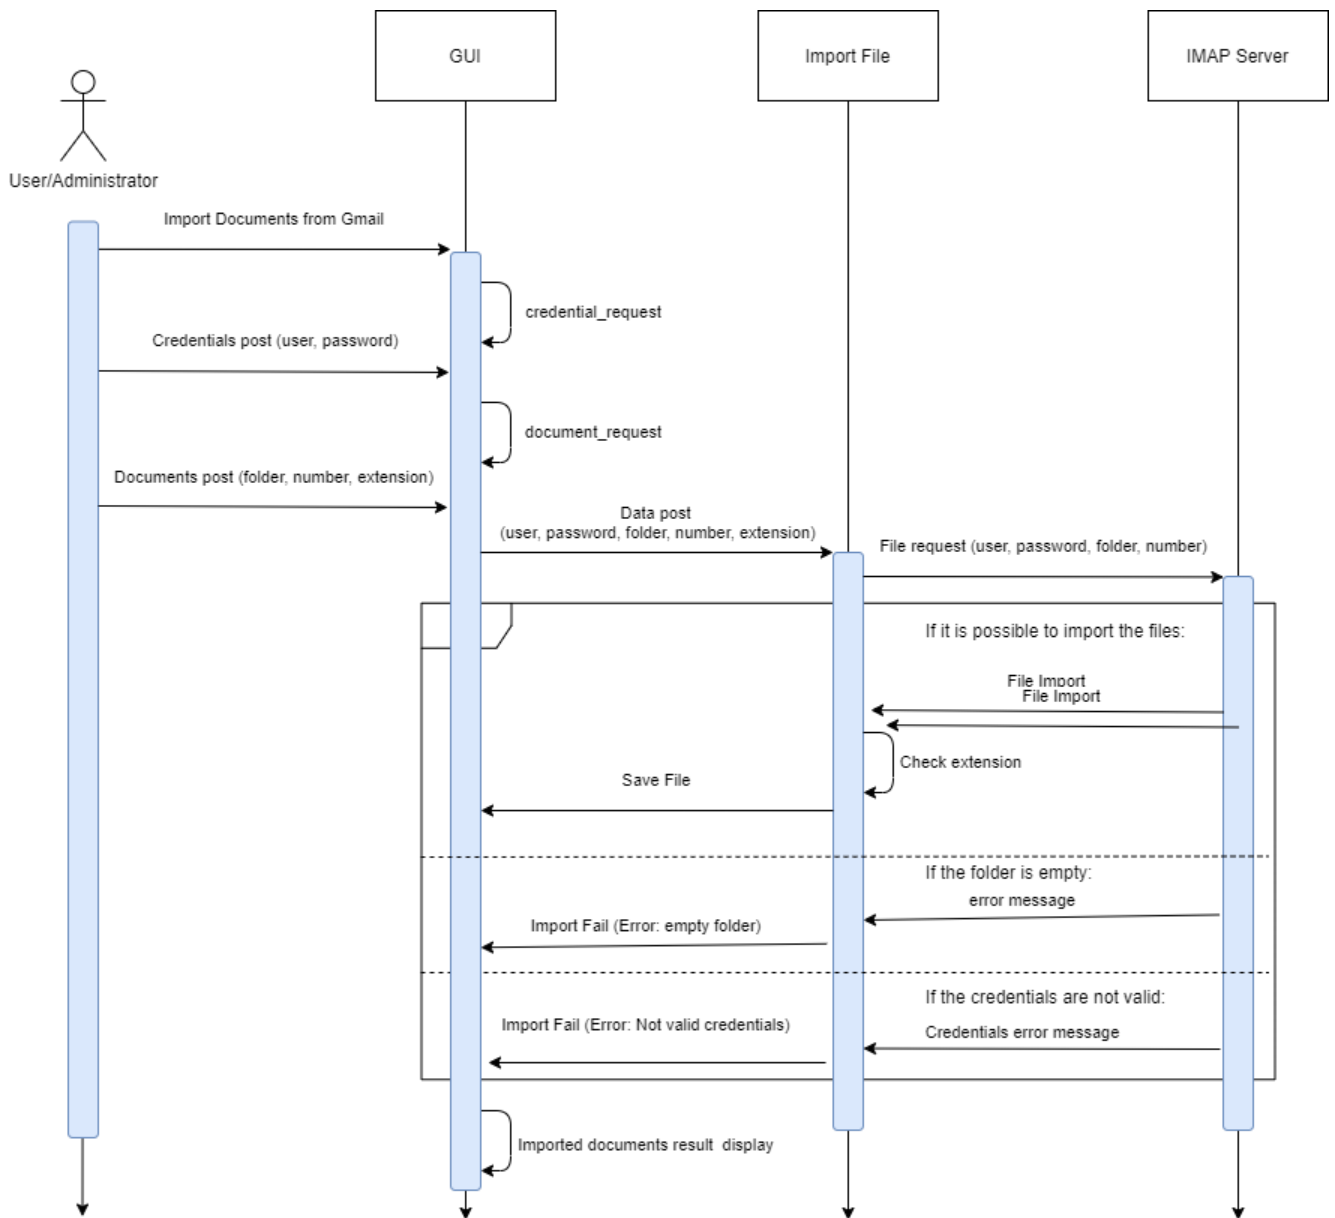 GUI
Import File
IMAP Server
User/Administrator
Import Documents from Gmail
credential_request
Credentials post (user, password)
document_request
Documents post (folder, number, extension)
Data post
(user, password, folder, number, extension)
File request (user, password, folder, number)
If it is possible to import the files:
File Import
File Import
Check extension
Save File
If the folder is empty:
error message
Import Fail (Error: empty folder)
If the credentials are not valid:
Import Fail (Error: Not valid credentials)
Credentials error message
Imported documents result display